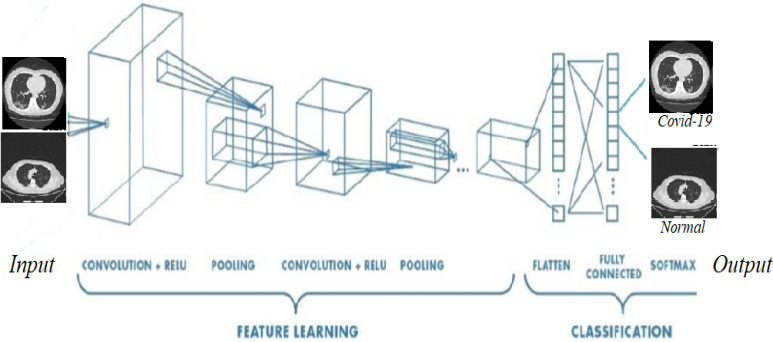 Covid-19
Normal
Input
CONVOLUTION + RELU
POOLING
CONVOLUTION + RELU
POOLING
FLATTEN
FULLY
CONNECTED
SOFTMAX
Output
FEATURE LEARNING
CLASSIFICATION